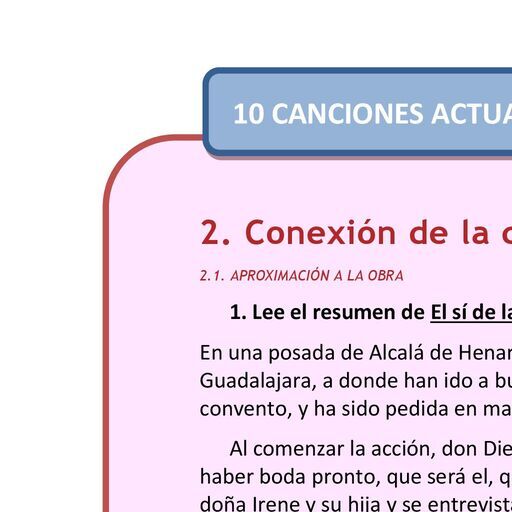 10 CANCIONES ACTUA
2. Conexión de la
2.1. APROXIMACIÓN A LA OBRA
1. Lee el resumen de El sí de la
En una posada de Alcalá de Henar
Guadalajara, a donde han ido a bu
convento, y ha sido pedida en ma
Al comenzar la acción, don Die
haber boda pronto, que será el, q
doña Irene y su hija y se entrevist